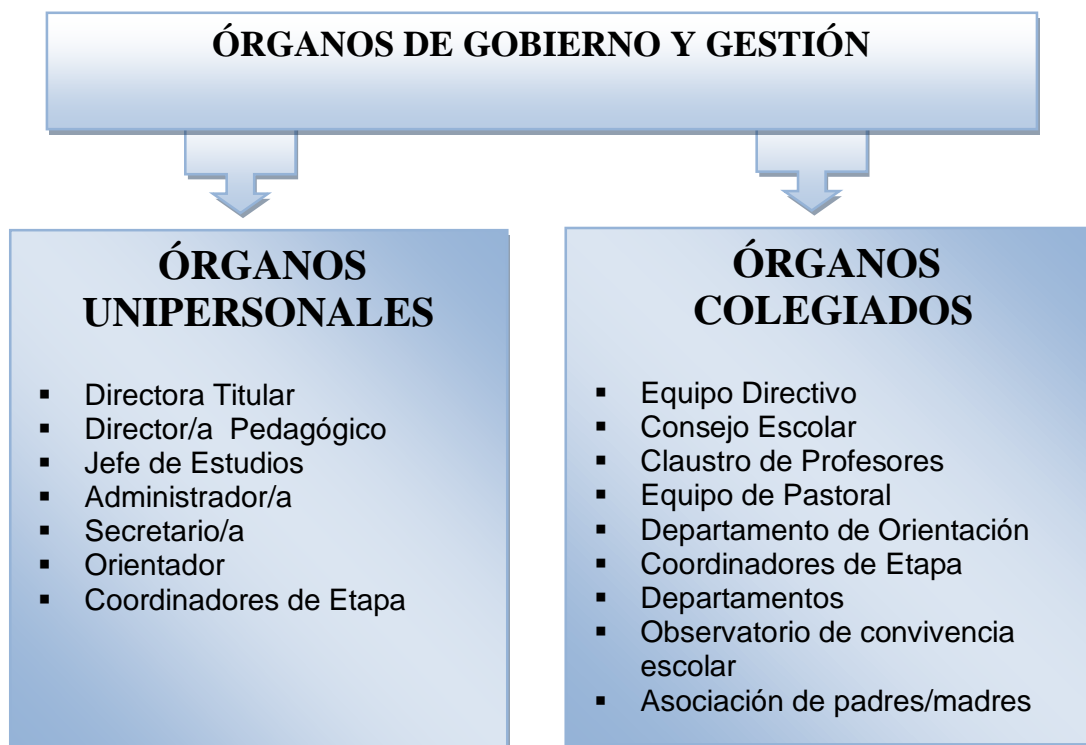 ÓRGANOS DE GOBIERNO Y GESTIÓN
ÓRGANOS
UNIPERSONALES
▪ Directora Titular
▪ Director/a Pedagógico
▪ Jefe de Estudios
▪ Administrador/a
▪ Secretario/a
▪ Orientador
▪ Coordinadores de Etapa
ÓRGANOS
COLEGIADOS
▪ Equipo Directivo
▪ Consejo Escolar
▪ Claustro de Profesores
▪ Equipo de Pastoral
▪ Departamento de Orientación
▪ Coordinadores de Etapa
▪ Departamentos
▪ Observatorio de convivencia
escolar
▪ Asociación de padres/madres